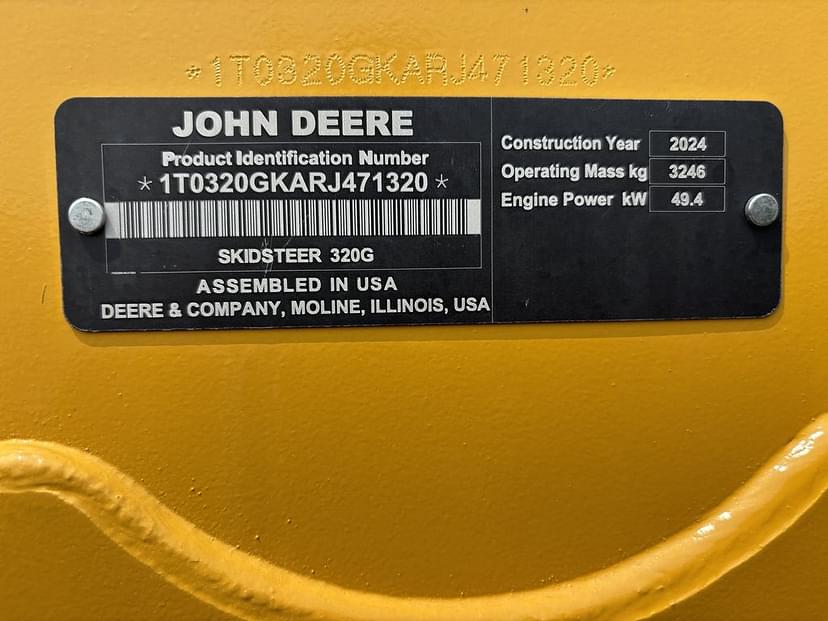 *1T0320GKARJ471320*
JOHN DEERE
Product Identification Number
*1T0320GKARJ471320*
SKIDSTEER 320G
ASSEMBLED IN USA
DEERE & COMPANY, MOLINE, ILLINOIS, USA
Construction Year 2024
Operating Mass kg 3246
Engine Power kW 49.4